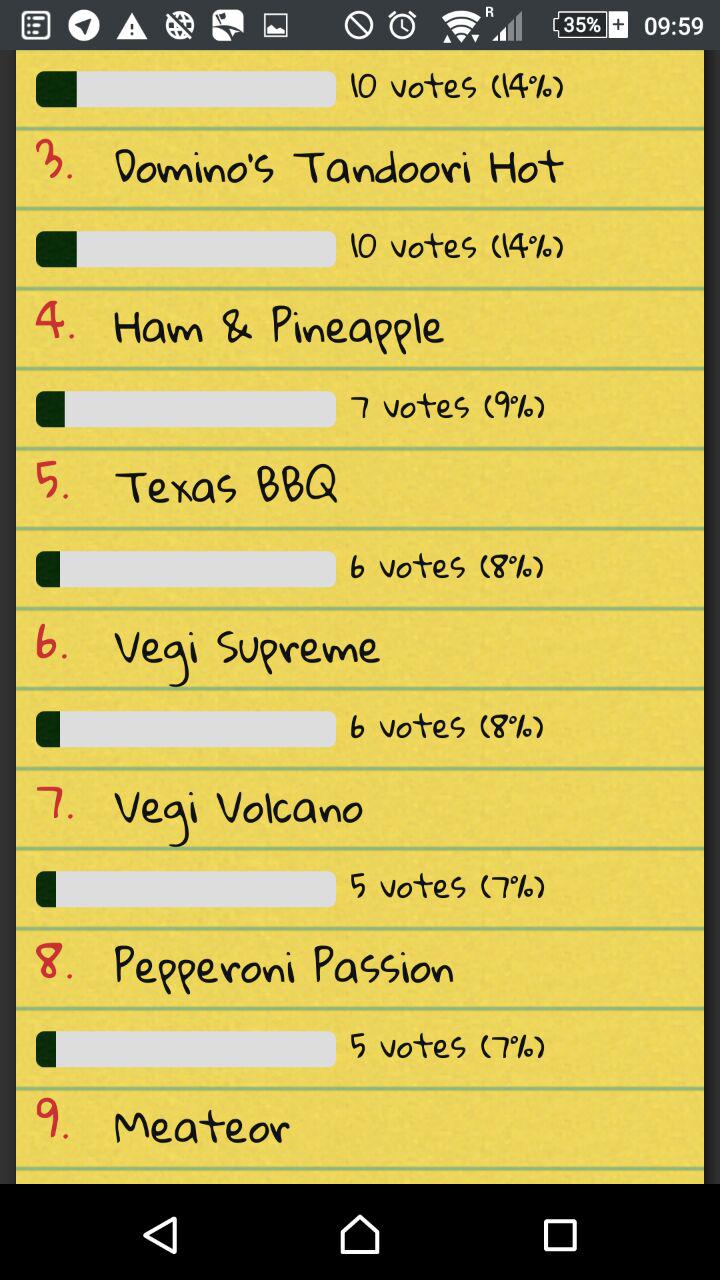 R 35% 09:59
10 votes (14%)
3. Domino's Tandoori Hot
10 votes (14%)
4. Ham & Pineapple
7 votes (9%)
5. Texas BBQ
6 votes (8%)
6. Vegi Supreme
6 votes (8%)
7. Vegi Volcano
5 votes (7%)
8. Pepperoni Passion
5 votes (7%)
9. Meateor